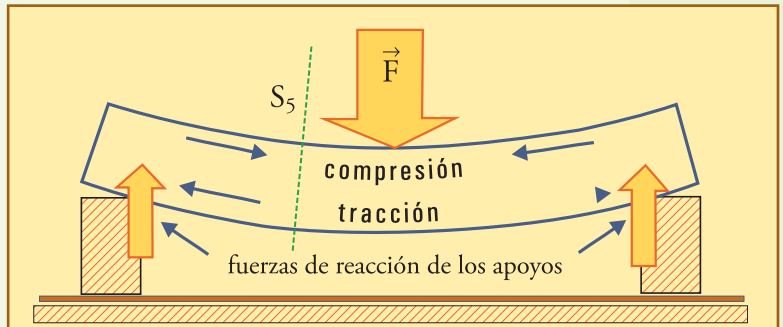 F
S5
compresión
tracción
fuerzas de reacción de los apoyos